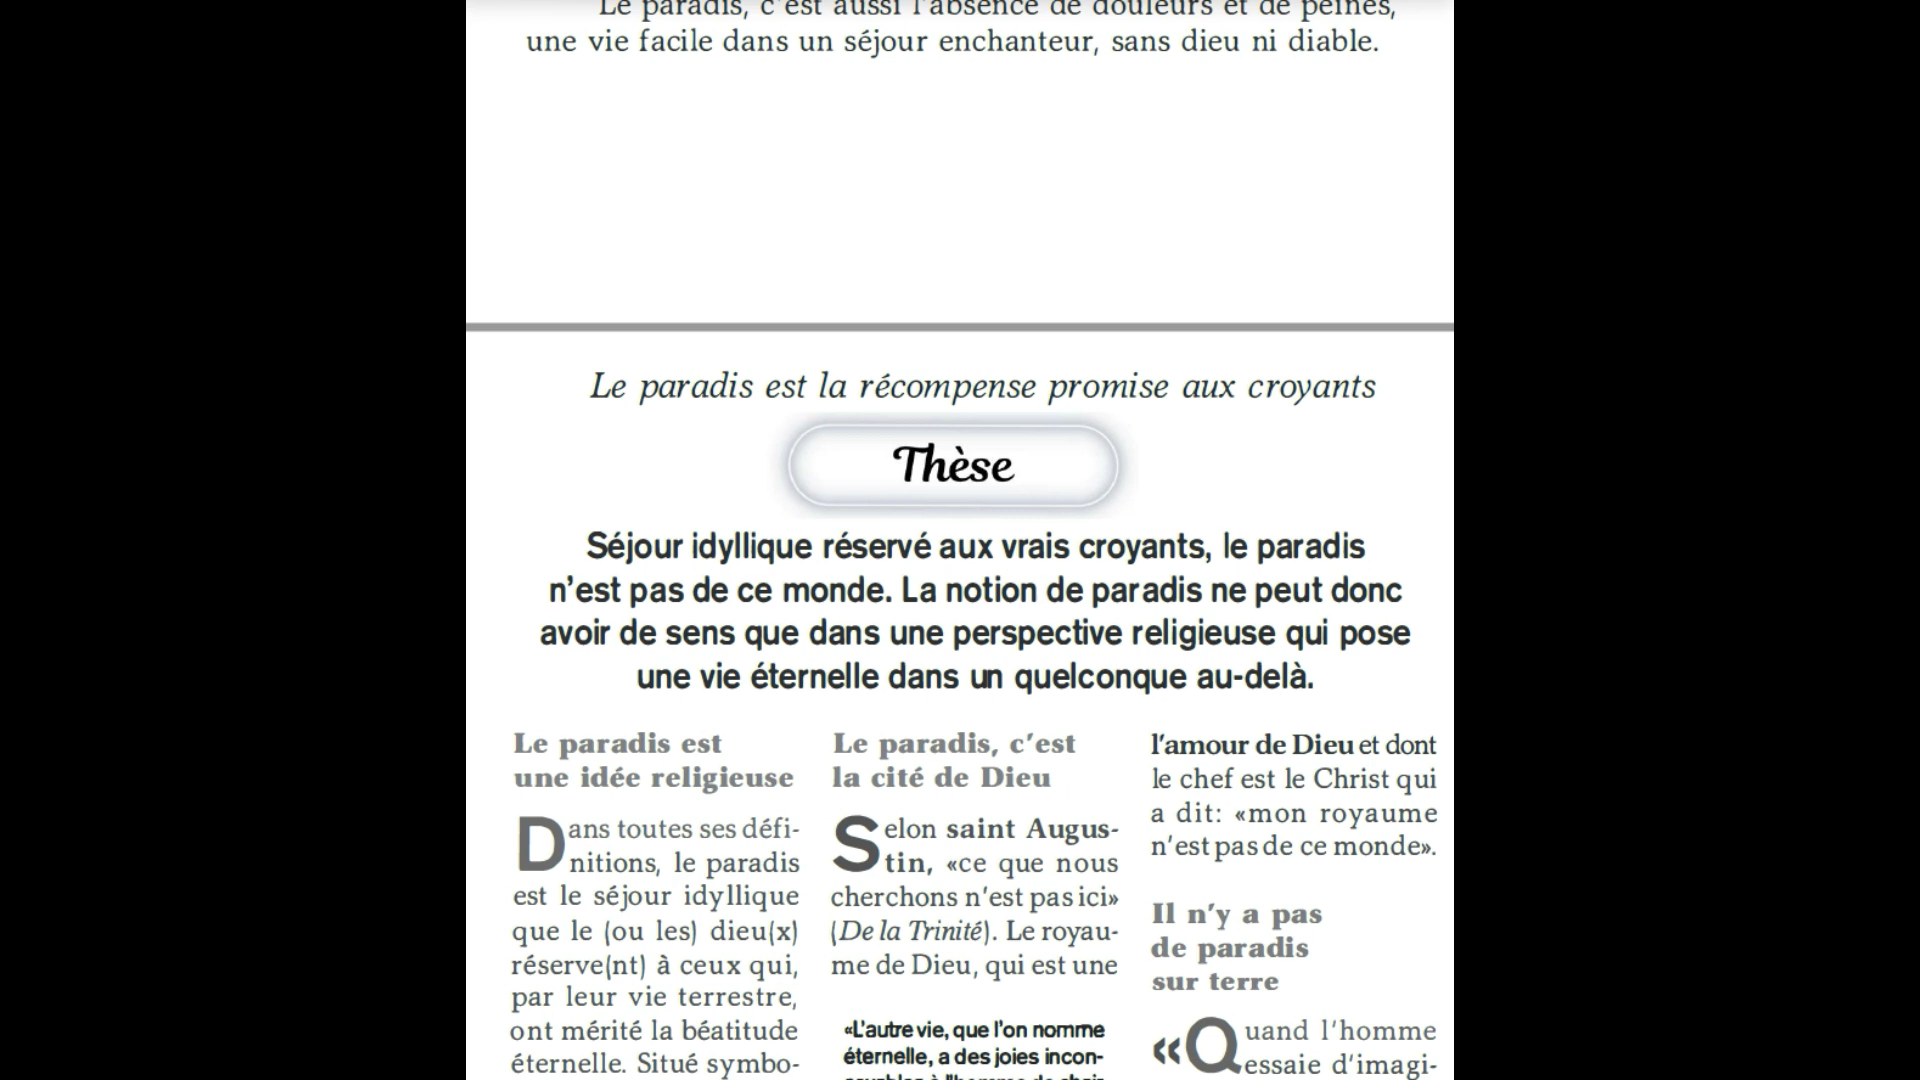 Le paradis, c'est aussi l'absence de douleurs et de peines,
une vie facile dans un séjour enchanteur, sans dieu ni diable.
Le paradis est la récompense promise aux croyants
Thèse
Séjour idyllique réservé aux vrais croyants, le paradis
n'est pas de ce monde. La notion de paradis ne peut donc
avoir de sens que dans une perspective religieuse qui pose
une vie éternelle dans un quelconque au-delà.
Le paradis est
une idée religieuse
Dans toutes ses défi-
nitions, le paradis
est le séjour idyllique
que le (ou les) dieu(x)
réserve(nt) à ceux qui,
par leur vie terrestre,
ont mérité la béatitude
éternelle. Situé symbo-
Le paradis, c'est
la cité de Dieu
Selon saint Augus-
tin, «ce que nous
cherchons n'est pas ici»
(De la Trinité). Le royau-
me de Dieu, qui est une
«L'autre vie, que l'on nomme
éternelle, a des joies incon-
l'amour de Dieu et dont
le chef est le Christ qui
a dit: «mon royaume
n'est pas de ce monde».
Il n'y a pas
de paradis
sur terre
«Quand l'homme
essaie d'imagi-